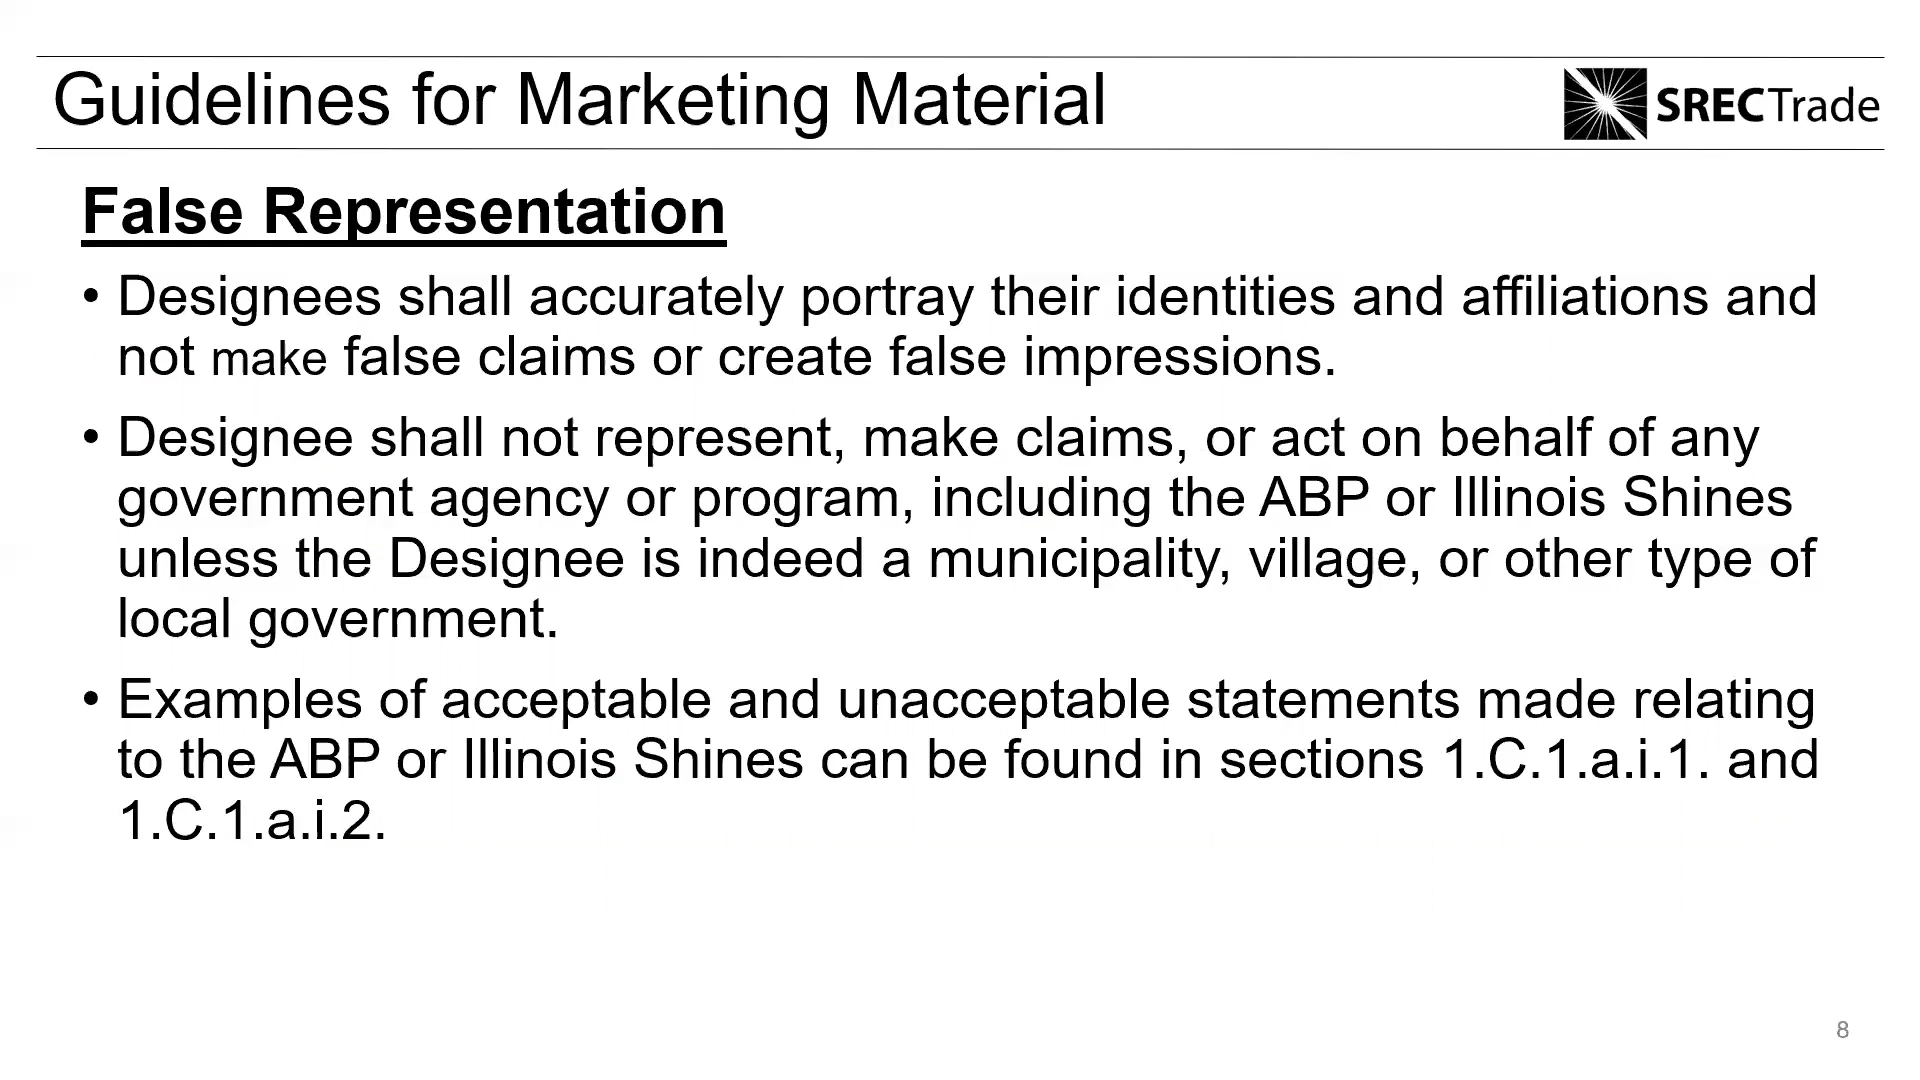 Guidelines for Marketing Material
SRECTrade
False Representation
• Designees shall accurately portray their identities and affiliations and
not make false claims or create false impressions.
• Designee shall not represent, make claims, or act on behalf of any
government agency or program, including the ABP or Illinois Shines
unless the Designee is indeed a municipality, village, or other type of
local government.
• Examples of acceptable and unacceptable statements made relating
to the ABP or Illinois Shines can be found in sections 1.C.1.a.i.1. and
1.C.1.a.i.2.
8